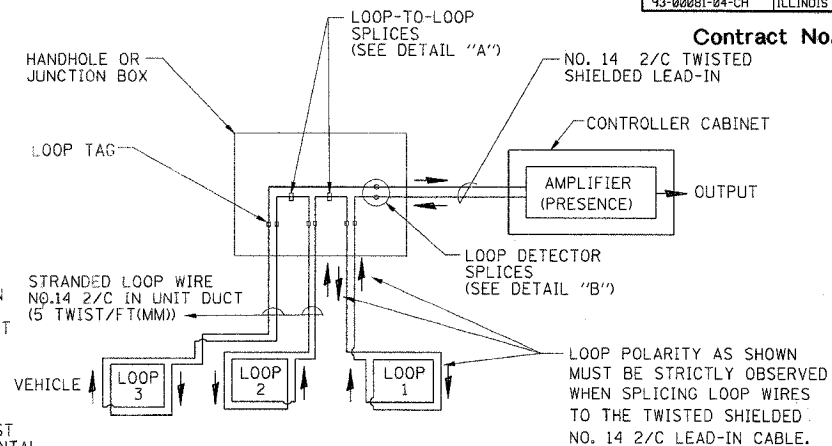 93-00081-04-CH ILLINOIS
Contract No.
LOOP-TO-LOOP
SPLICES
(SEE DETAIL "A")
HANDHOLE OR
JUNCTION BOX
NO. 14 2/C TWISTED
SHIELDED LEAD-IN
CONTROLLER CABINET
LOOP TAG
AMPLIFIER
(PRESENCE)
OUTPUT
LOOP DETECTOR
SPLICES
(SEE DETAIL "B")
N
STRANDED LOOP WIRE
NO.14 2/C IN UNIT DUCT
(5 TWIST/FT(MM))
T
VEHICLE
LOOP
3
LOOP
2
LOOP
1
LOOP POLARITY AS SHOWN
MUST BE STRICTLY OBSERVED
WHEN SPLICING LOOP WIRES
TO THE TWISTED SHIELDED
NO. 14 2/C LEAD-IN CABLE.
ST
NTAL